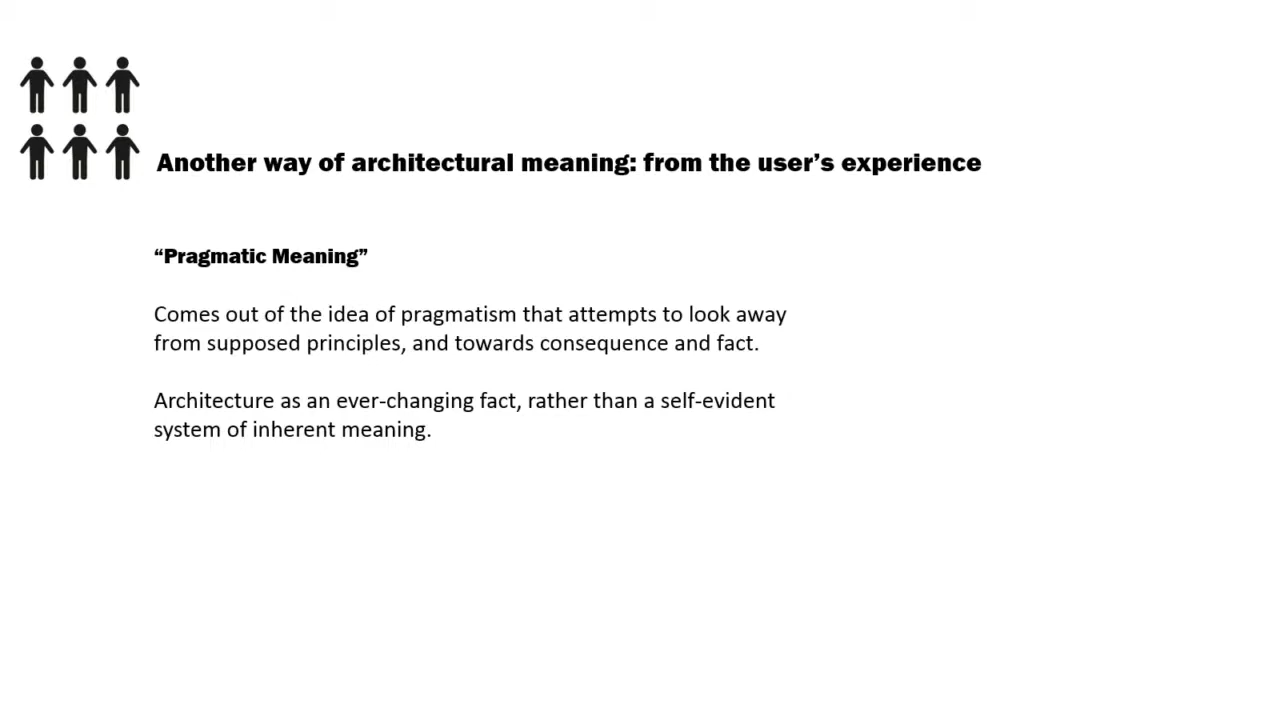 Another way of architectural meaning: from the user’s experience
“Pragmatic Meaning”
Comes out of the idea of pragmatism that attempts to look away
from supposed principles, and towards consequence and fact.
Architecture as an ever-changing fact, rather than a self-evident
system of inherent meaning.